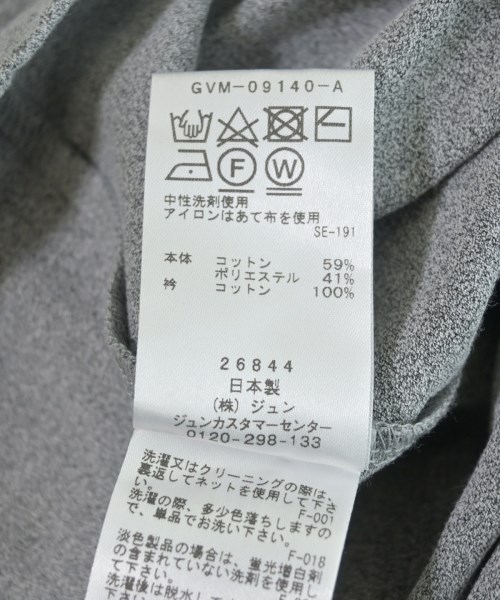 GVM-09140-A
F W
中性洗剤使用
アイロンはあて布を使用
SE-191
本体 コットン 59%
ポリエステル 41%
衿 コットン 100%
26844
日本製
(株)ジュン
ジュンカスタマーセンター
0120-298-133
洗濯又はクリーニングの際は、
裏返してネットを使用して下さ
い。 F-001
洗濯の際、多少色落ちしますの
で、単品でお洗い下さい。
F-018
淡色製品の場合は、蛍光増白剤
の含まれていない洗剤を使用し
て下さい。
洗濯後は脱水し
下さい